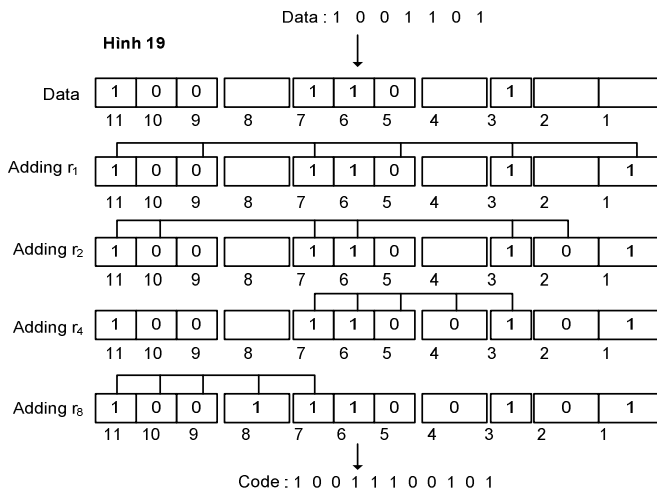 Data : 1 0 0 1 1 0 1
Hình 19
Data 1 0 0 1 1 0 1
11 10 9 8 7 6 5 4 3 2 1
Adding r1 1 0 0 1 1 0 1 1
11 10 9 8 7 6 5 4 3 2 1
Adding r2 1 0 0 1 1 0 1 0 1
11 10 9 8 7 6 5 4 3 2 1
Adding r4 1 0 0 1 1 0 0 1 0 1
11 10 9 8 7 6 5 4 3 2 1
Adding r8 1 0 0 1 1 1 0 0 1 0 1
11 10 9 8 7 6 5 4 3 2 1
Code : 1 0 0 1 1 1 0 0 1 0 1